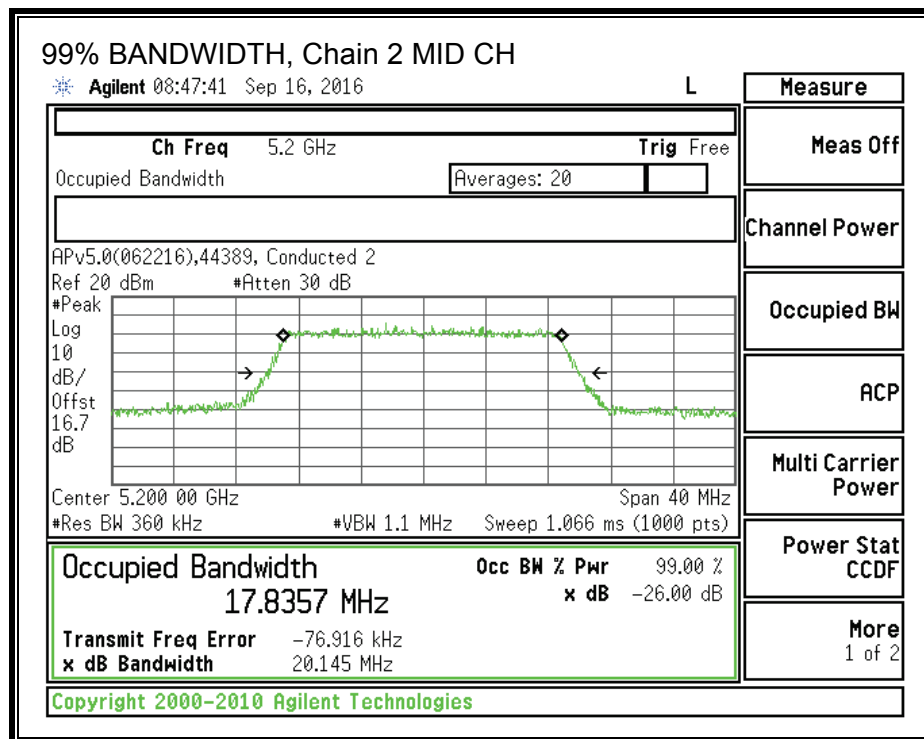 99% BANDWIDTH, Chain 2 MID CH
Agilent 08:47:41 Sep 16, 2016 L
Measure
Ch Freq 5.2 GHz Trig Free
Occupied Bandwidth Averages: 20
APv5.0(062216),44389, Conducted 2
Ref 20 dBm #Atten 30 dB
#Peak
Log
10
dB/
Offst
16.7
dB
Center 5.200 00 GHz Span 40 MHz
#Res BW 360 kHz #VBW 1.1 MHz Sweep 1.066 ms (1000 pts)
Occupied Bandwidth Occ BW % Pwr 99.00 %
17.8357 MHz x dB -26.00 dB
Transmit Freq Error -76.916 kHz
x dB Bandwidth 20.145 MHz
Meas Off
Channel Power
Occupied BW
ACP
Multi Carrier
Power
Power Stat
CCDF
More
1 of 2
Copyright 2000-2010 Agilent Technologies